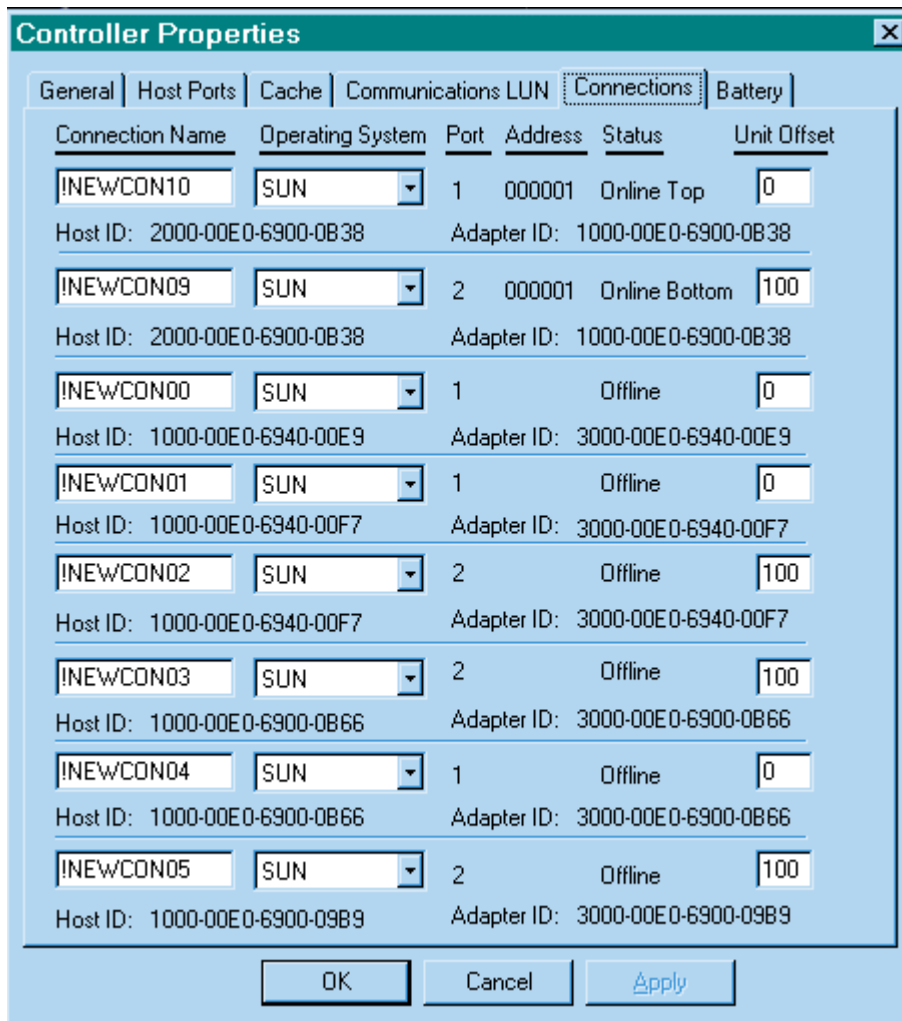 Controller Properties
General Host Ports Cache Communications LUN Connections Battery
Connection Name Operating System Port Address Status Unit Offset
!NEWCON10 SUN 1 000001 Online Top 0
Host ID: 2000-00E0-6900-0B38 Adapter ID: 1000-00E0-6900-0B38
!NEWCON09 SUN 2 000001 Online Bottom 100
Host ID: 2000-00E0-6900-0B38 Adapter ID: 1000-00E0-6900-0B38
!NEWCON00 SUN 1 Offline 0
Host ID: 1000-00E0-6940-00E9 Adapter ID: 3000-00E0-6940-00E9
!NEWCON01 SUN 1 Offline 0
Host ID: 1000-00E0-6940-00F7 Adapter ID: 3000-00E0-6940-00F7
!NEWCON02 SUN 2 Offline 100
Host ID: 1000-00E0-6940-00F7 Adapter ID: 3000-00E0-6940-00F7
!NEWCON03 SUN 2 Offline 100
Host ID: 1000-00E0-6900-0B66 Adapter ID: 3000-00E0-6900-0B66
!NEWCON04 SUN 1 Offline 0
Host ID: 1000-00E0-6900-0B66 Adapter ID: 3000-00E0-6900-0B66
!NEWCON05 SUN 2 Offline 100
Host ID: 1000-00E0-6900-09B9 Adapter ID: 3000-00E0-6900-09B9
OK Cancel Apply